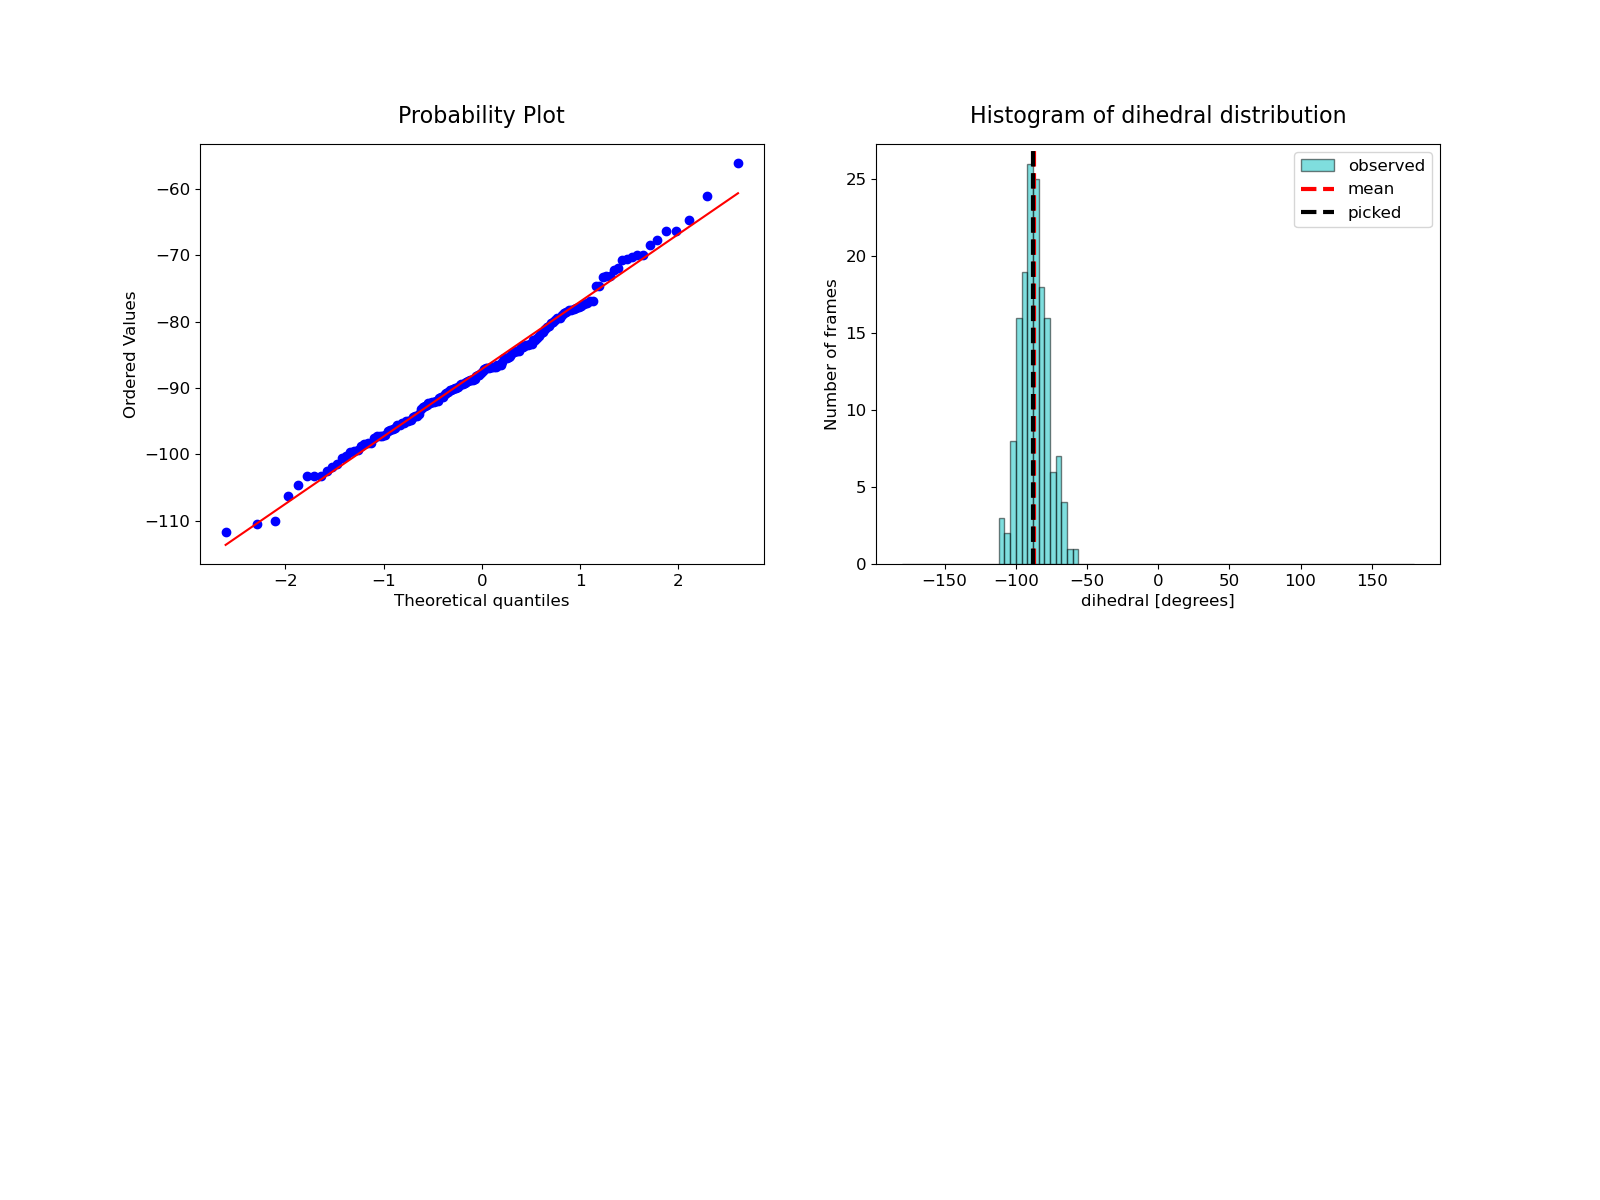 Probability Plot
Ordered Values
−60
−70
−80
−90
−100
−110
−2
−1
0
1
2
Theoretical quantiles
Histogram of dihedral distribution
Number of frames
25
20
15
10
5
0
−150
−100
−50
0
50
100
150
dihedral [degrees]
observed
mean
picked